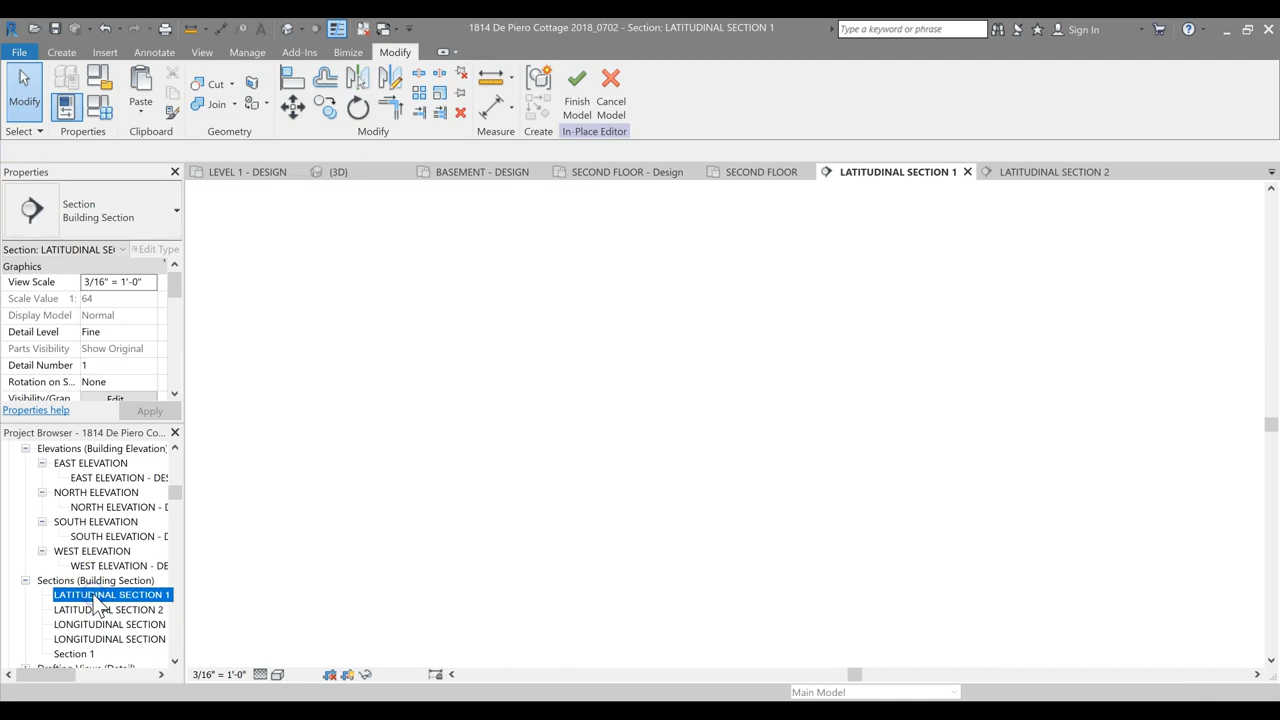 1814 De Piero Cottage 2018_0702 - Section: LATITUDINAL SECTION 1
Type a keyword or phrase
Sign In
File Create Insert Annotate View Manage Add-Ins Bimize Modify
Modify
Paste
Cut
Join
Finish Model
Cancel Model
Select Properties Clipboard Geometry Modify Measure Create In-Place Editor
Properties
LEVEL 1 - DESIGN {3D} BASEMENT - DESIGN SECOND FLOOR - Design SECOND FLOOR LATITUDINAL SECTION 1 LATITUDINAL SECTION 2
Section
Building Section
Section: LATITUDINAL SE Edit Type
Graphics
View Scale 3/16" = 1'-0"
Scale Value 1: 64
Display Model Normal
Detail Level Fine
Parts Visibility Show Original
Detail Number 1
Rotation on S... None
Visibility/Grap Edit
Properties help Apply
Project Browser - 1814 De Piero Co...
Elevations (Building Elevation)
EAST ELEVATION
EAST ELEVATION - DES
NORTH ELEVATION
NORTH ELEVATION - D
SOUTH ELEVATION
SOUTH ELEVATION - D
WEST ELEVATION
WEST ELEVATION - DE
Sections (Building Section)
LATITUDINAL SECTION 1
LATITUDINAL SECTION 2
LONGITUDINAL SECTION
LONGITUDINAL SECTION
Section 1
Drafting Views (Detail)
3/16" = 1'-0"
Main Model